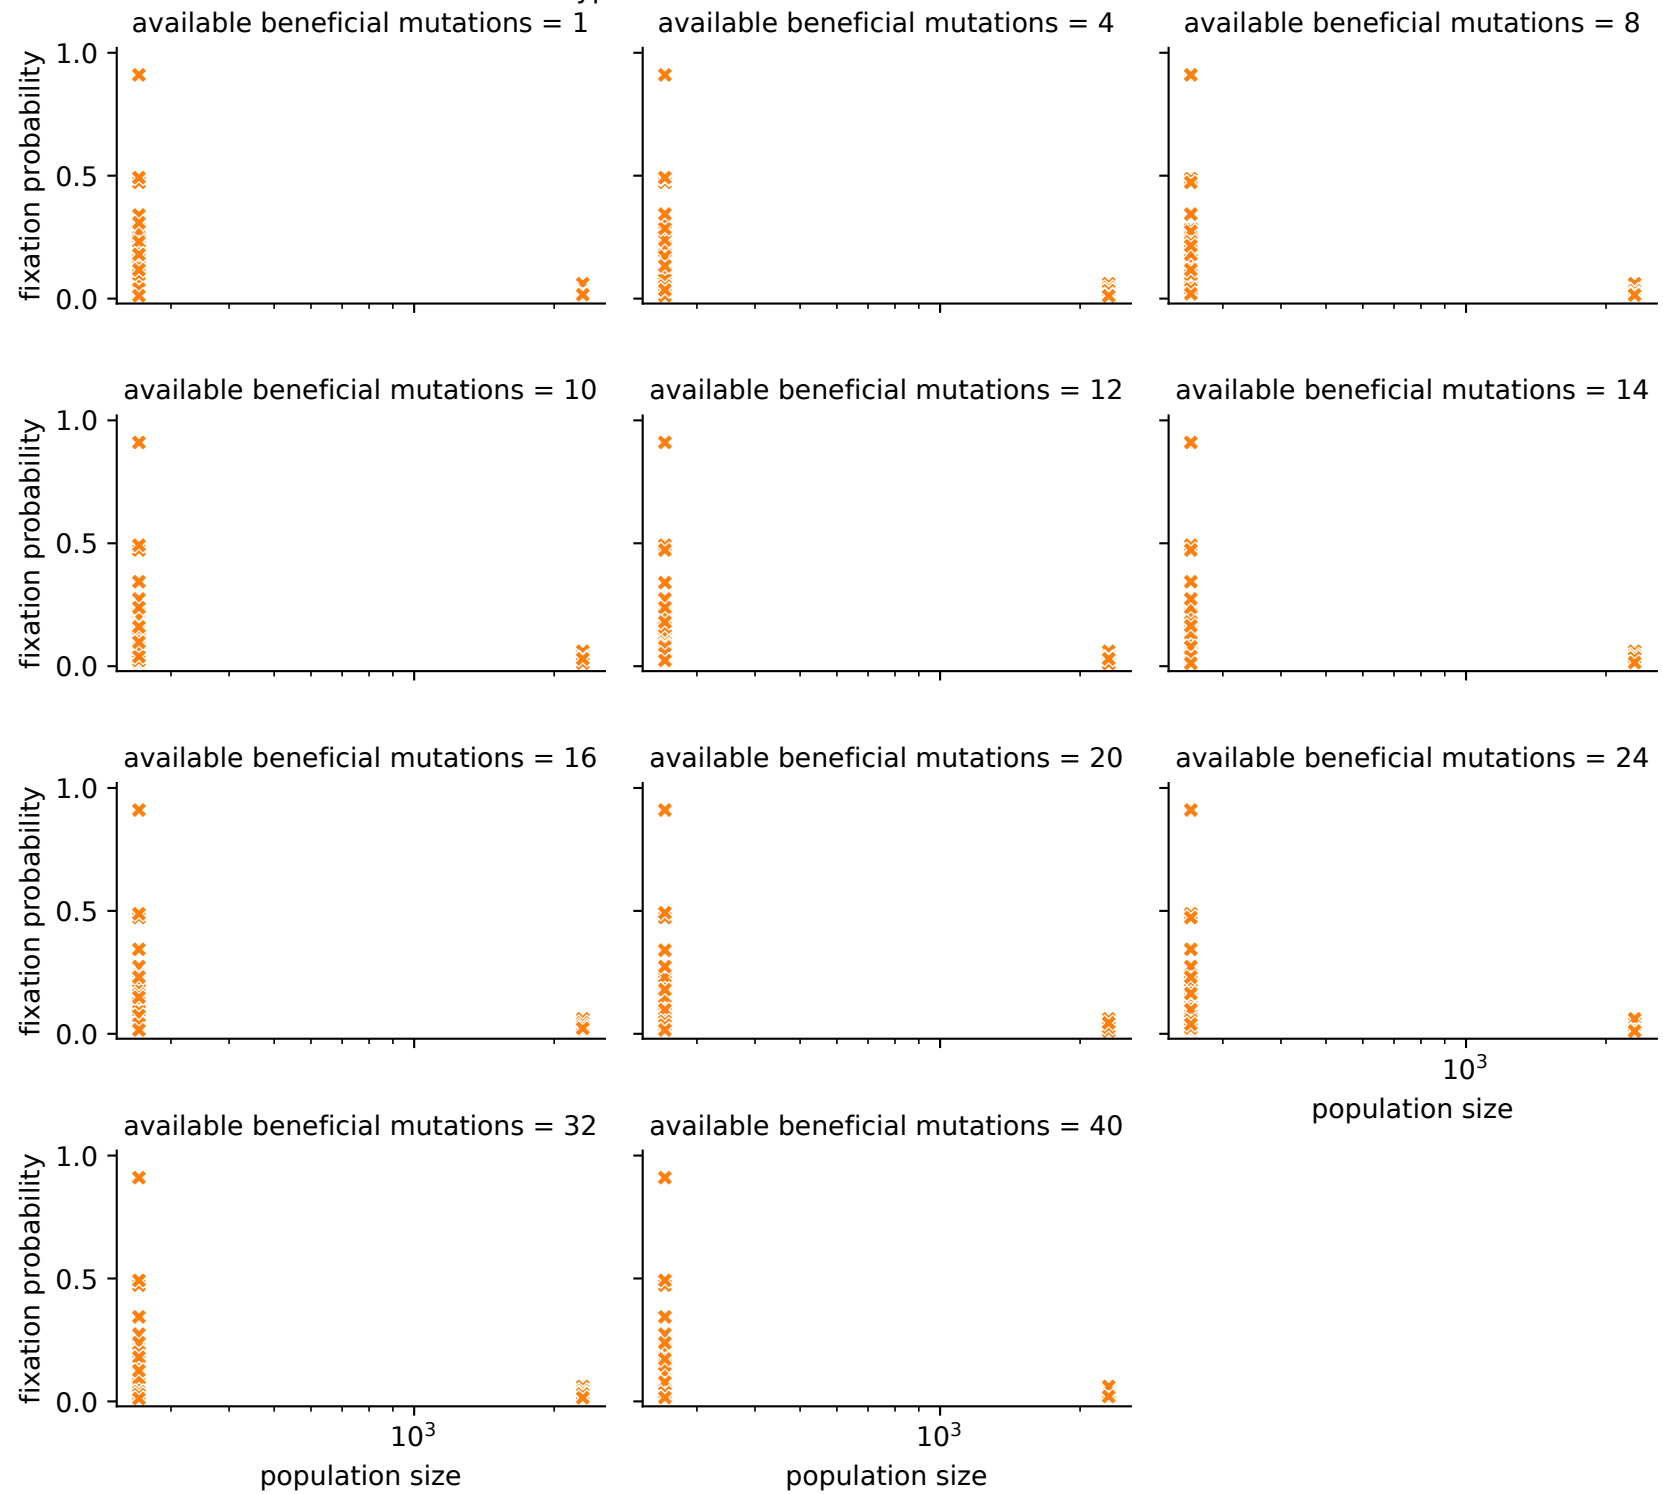 available beneficial mutations = 1
available beneficial mutations = 4
available beneficial mutations = 8
fixation probability
1.0
0.5
0.0
available beneficial mutations = 10
available beneficial mutations = 12
available beneficial mutations = 14
fixation probability
1.0
0.5
0.0
available beneficial mutations = 16
available beneficial mutations = 20
available beneficial mutations = 24
fixation probability
1.0
0.5
0.0
10³
population size
available beneficial mutations = 32
available beneficial mutations = 40
fixation probability
1.0
0.5
0.0
10³
10³
population size
population size